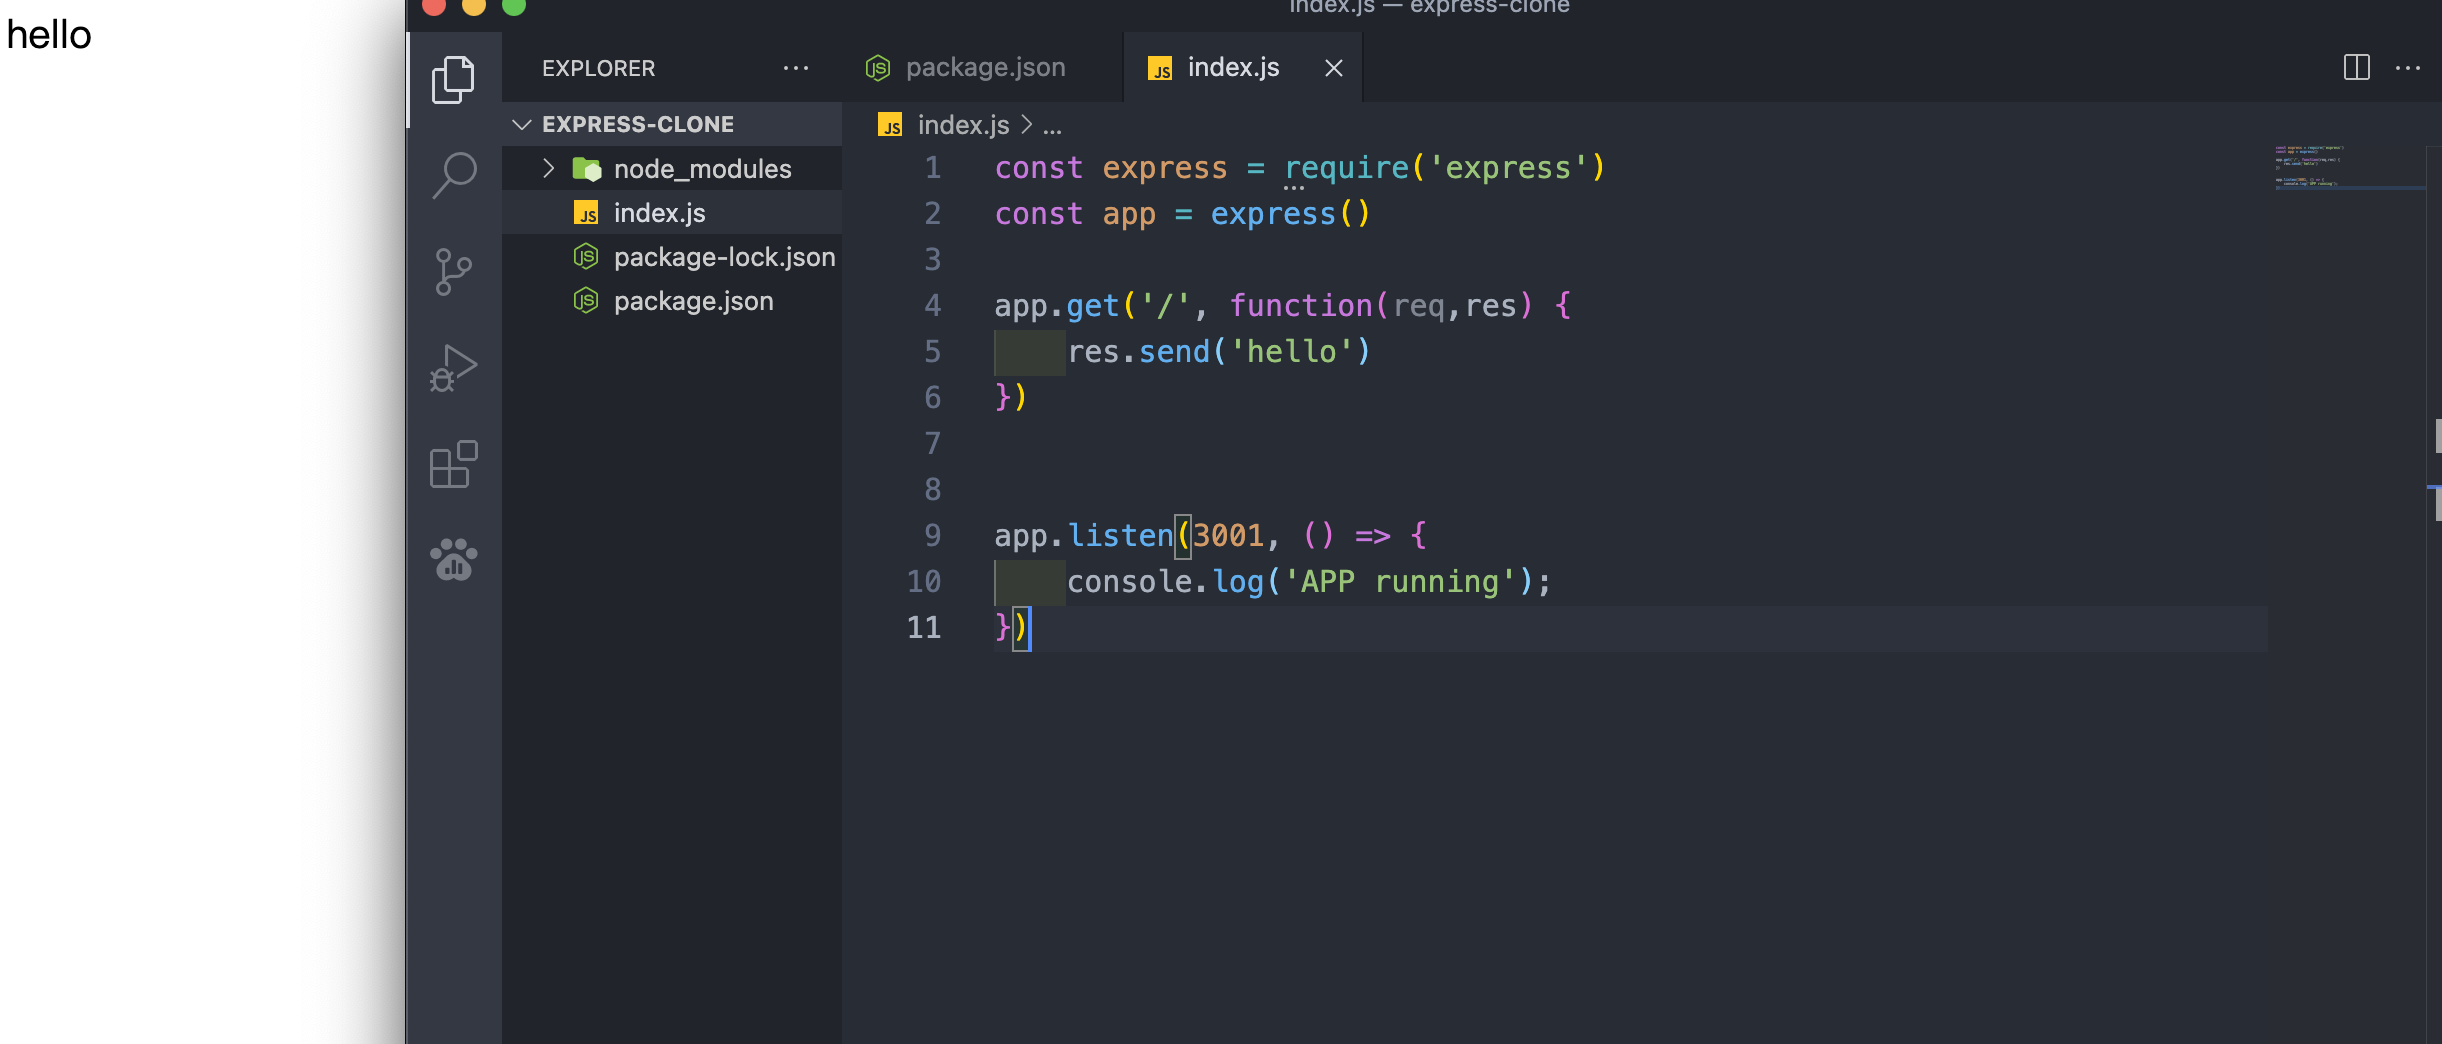 hello
index.js — express-clone
EXPLORER
package.json
index.js
EXPRESS-CLONE
node_modules
index.js
package-lock.json
package.json
index.js > ...
1 const express = require('express')
2 const app = express()
3
4 app.get('/', function(req,res) {
5     res.send('hello')
6 })
7
8
9 app.listen(3001, () => {
10     console.log('APP running');
11 })